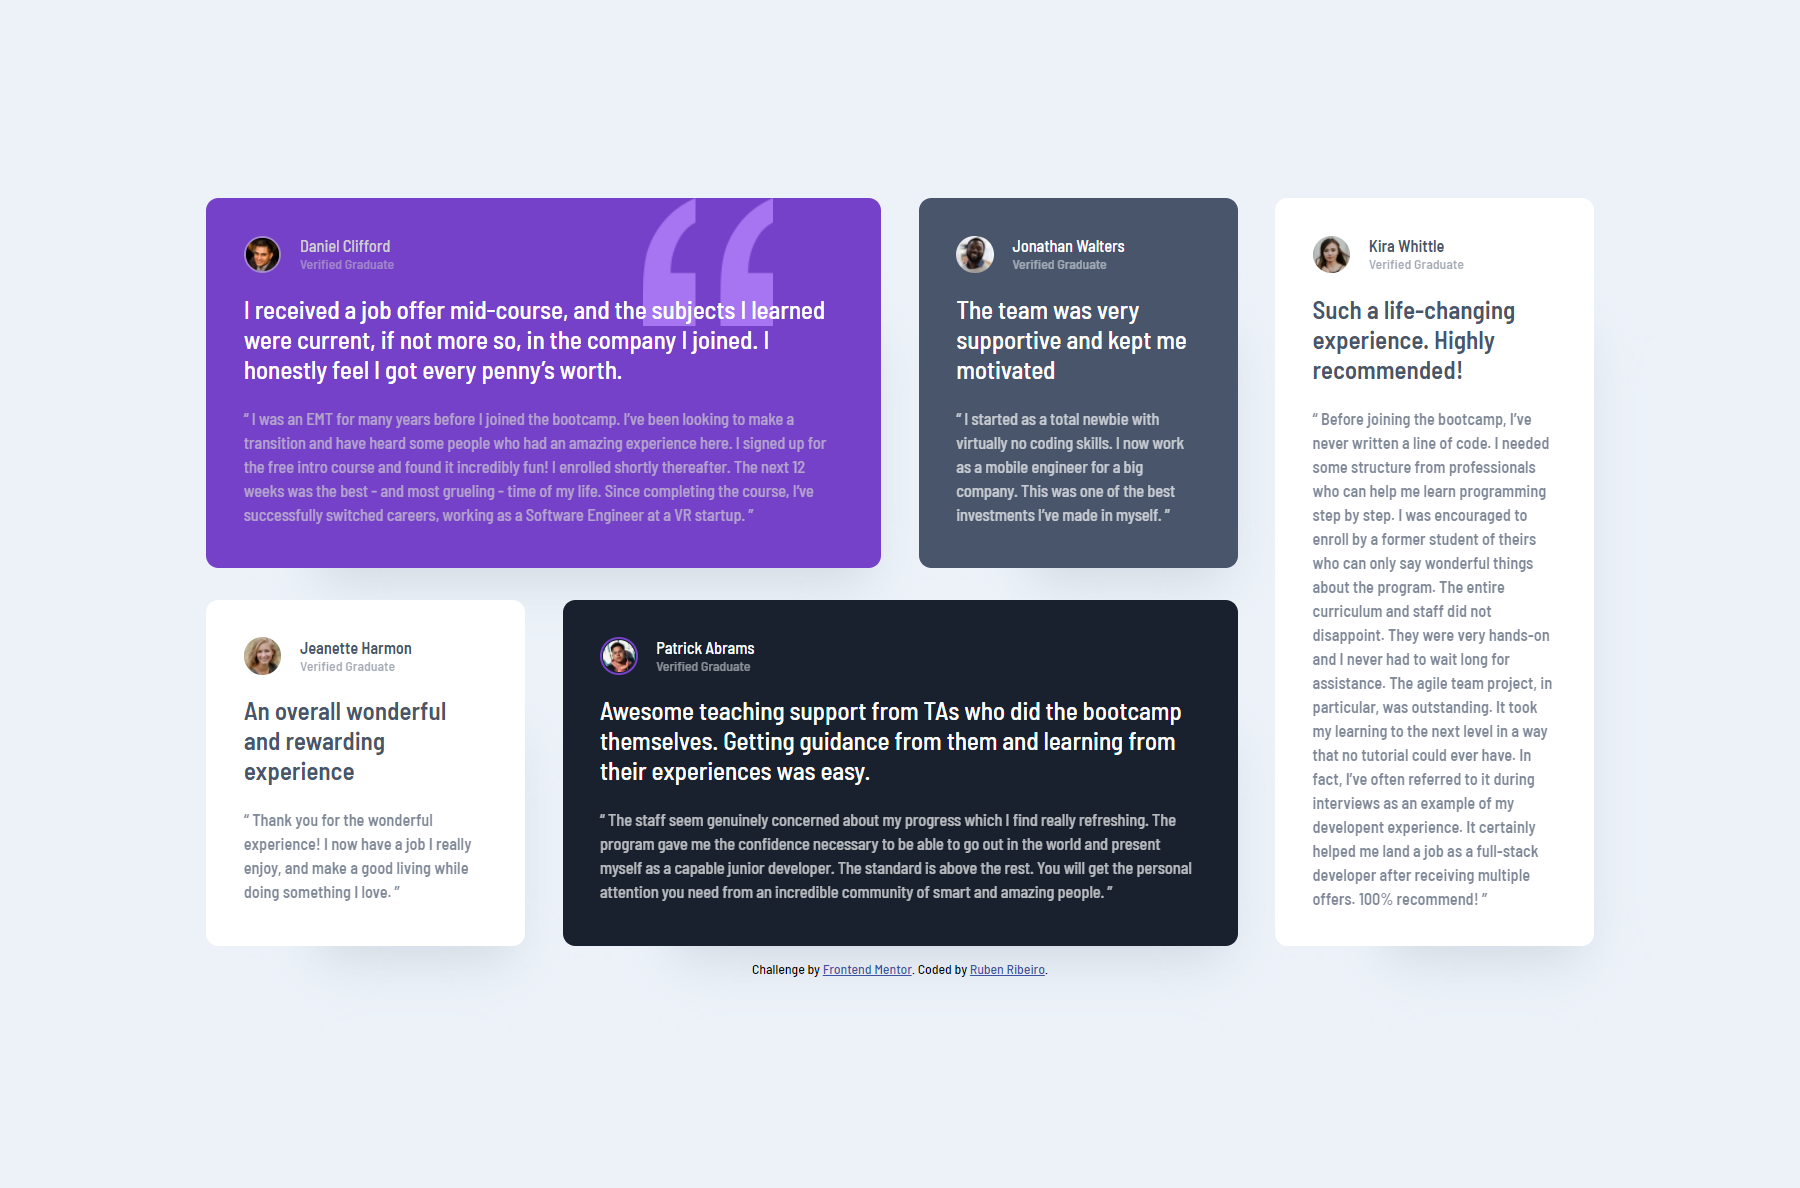 Daniel Clifford
Verified Graduate
I received a job offer mid-course, and the subjects I learned
were current, if not more so, in the company I joined. I
honestly feel I got every penny’s worth.
“ I was an EMT for many years before I joined the bootcamp. I’ve been looking to make a
transition and have heard some people who had an amazing experience here. I signed up for
the free intro course and found it incredibly fun! I enrolled shortly thereafter. The next 12
weeks was the best - and most grueling - time of my life. Since completing the course, I’ve
successfully switched careers, working as a Software Engineer at a VR startup. ”
Jonathan Walters
Verified Graduate
The team was very
supportive and kept me
motivated
“ I started as a total newbie with
virtually no coding skills. I now work
as a mobile engineer for a big
company. This was one of the best
investments I’ve made in myself. ”
Kira Whittle
Verified Graduate
Such a life-changing
experience. Highly
recommended!
“ Before joining the bootcamp, I’ve
never written a line of code. I needed
some structure from professionals
who can help me learn programming
step by step. I was encouraged to
enroll by a former student of theirs
who can only say wonderful things
about the program. The entire
curriculum and staff did not
disappoint. They were very hands-on
and I never had to wait long for
assistance. The agile team project, in
particular, was outstanding. It took
my learning to the next level in a way
that no tutorial could ever have. In
fact, I’ve often referred to it during
interviews as an example of my
developent experience. It certainly
helped me land a job as a full-stack
developer after receiving multiple
offers. 100% recommend! ”
Jeanette Harmon
Verified Graduate
An overall wonderful
and rewarding
experience
“ Thank you for the wonderful
experience! I now have a job I really
enjoy, and make a good living while
doing something I love. ”
Patrick Abrams
Verified Graduate
Awesome teaching support from TAs who did the bootcamp
themselves. Getting guidance from them and learning from
their experiences was easy.
“ The staff seem genuinely concerned about my progress which I find really refreshing. The
program gave me the confidence necessary to be able to go out in the world and present
myself as a capable junior developer. The standard is above the rest. You will get the personal
attention you need from an incredible community of smart and amazing people. ”
Challenge by Frontend Mentor. Coded by Ruben Ribeiro.